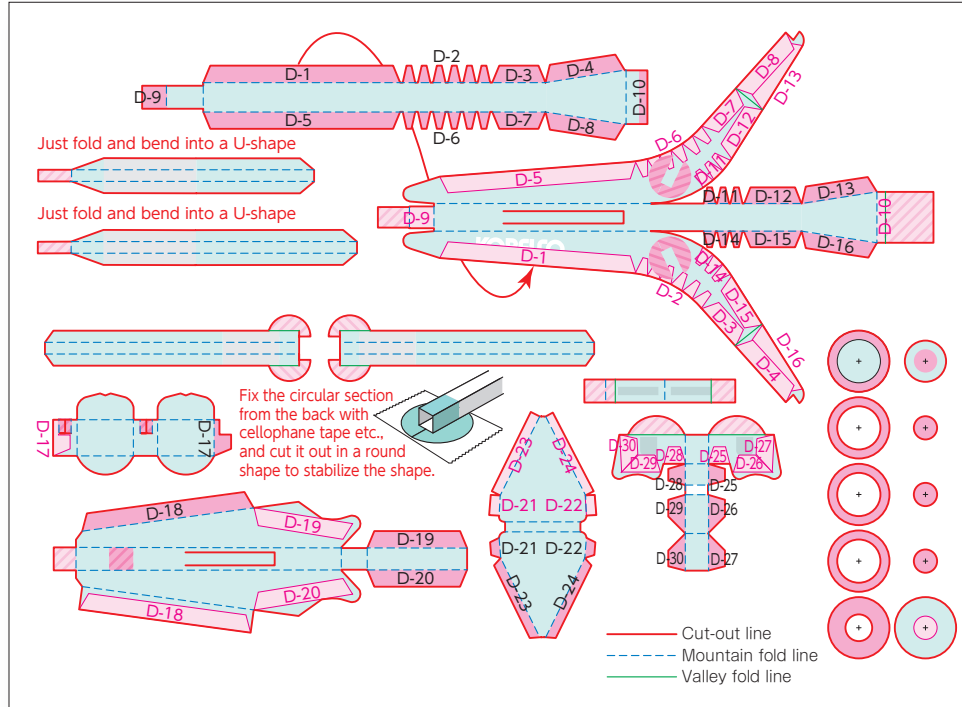 D-2
D-1
D-3
D-4
D-9
D-10
D-5
D-7
D-8
D-6
Just fold and bend into a U-shape
Just fold and bend into a U-shape
D-8
D-13
D-7
D-12
D-6
D-11
D-5
D-9
D-1
KOBELCO
D-11
D-12
D-13
D-10
D-14
D-15
D-16
D-14
D-2
D-15
D-3
D-16
D-4
Fix the circular section
from the back with
cellophane tape etc.,
and cut it out in a round
shape to stabilize the shape.
D-17
D-17
D-23
D-24
D-21
D-22
D-21
D-22
D-23
D-24
D-30
D-27
D-28
D-25
D-29
D-26
D-28
D-25
D-29
D-26
D-30
D-27
D-18
D-19
D-19
D-20
D-20
D-18
Cut-out line
Mountain fold line
Valley fold line